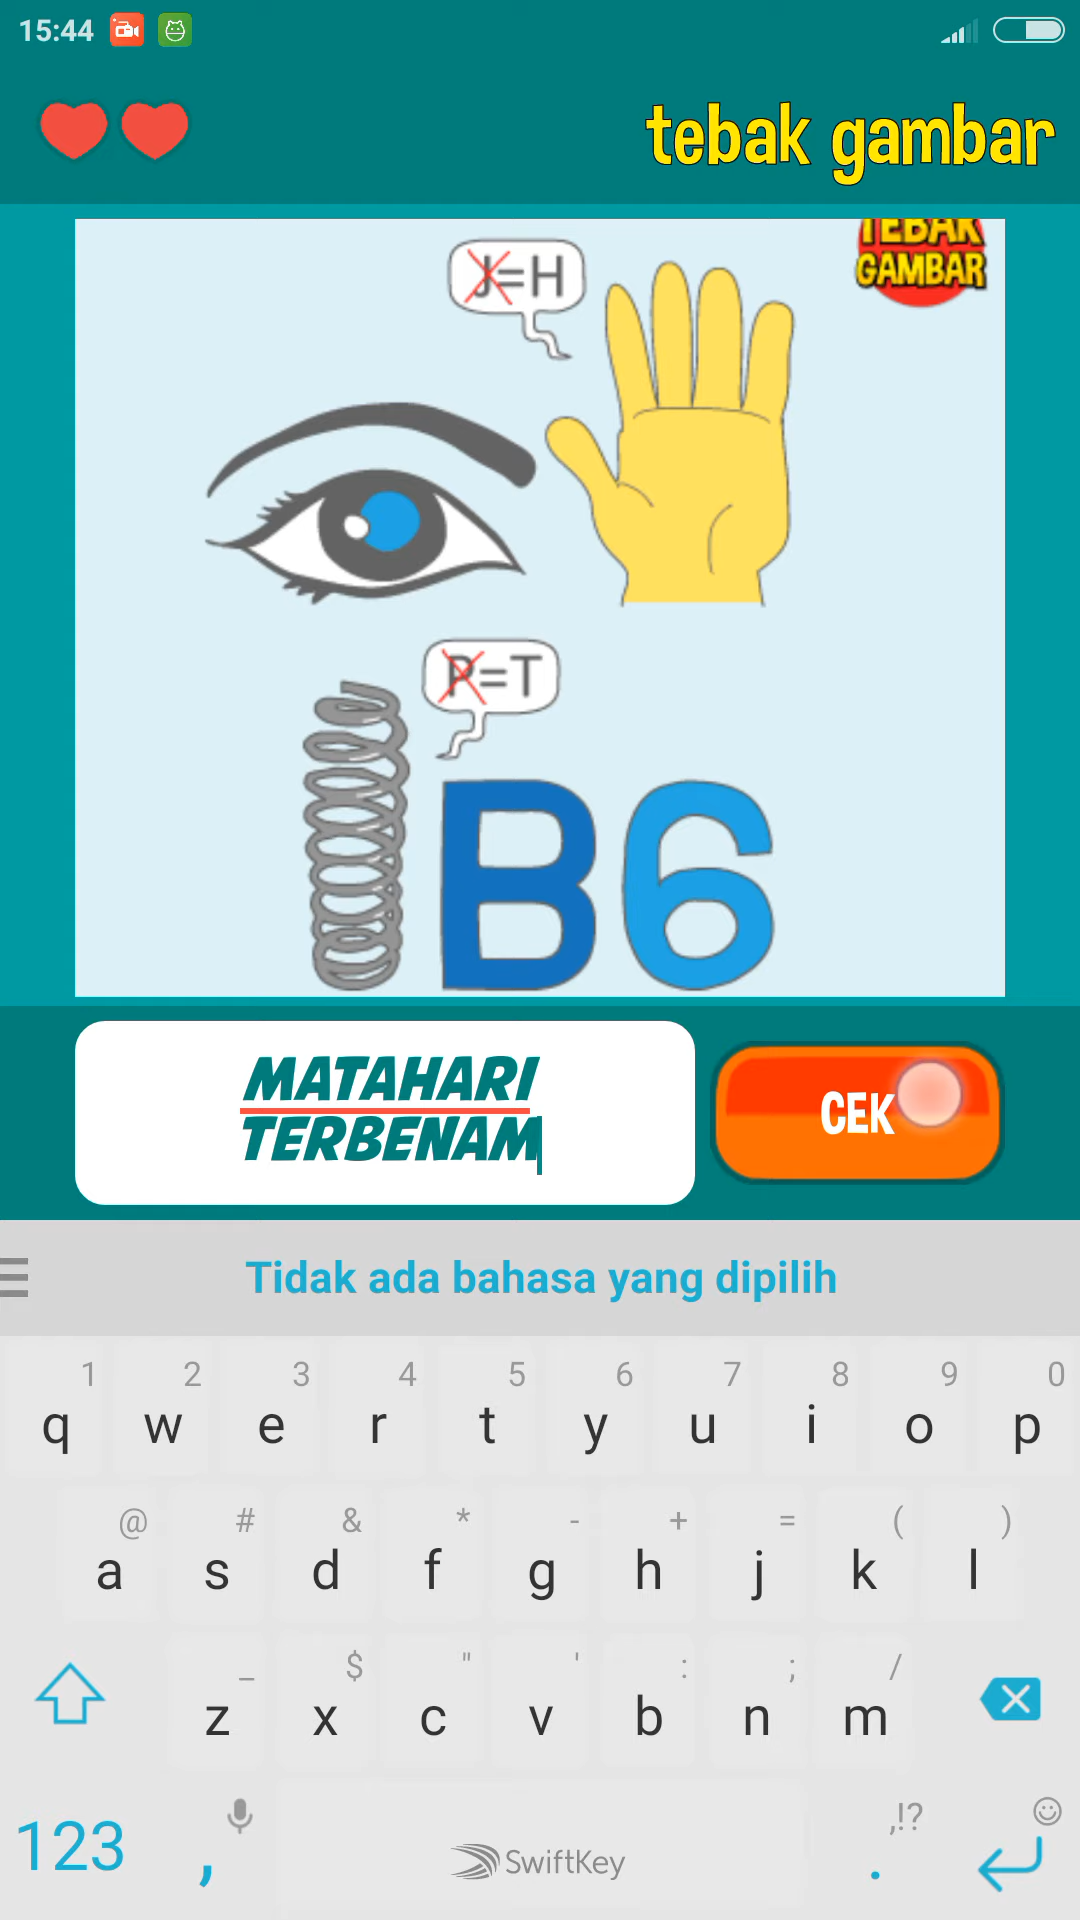 15:44
tebak gambar
TEBAK
GAMBAR
J=H
P=T
B6
MATAHARI
TERBENAM
CEK
Tidak ada bahasa yang dipilih
1 2 3 4 5 6 7 8 9 0
q w e r t y u i o p
@ # & * - + = ( )
a s d f g h j k l
_ $ " ' : ; /
z x c v b n m
123 , SwiftKey ,!? .